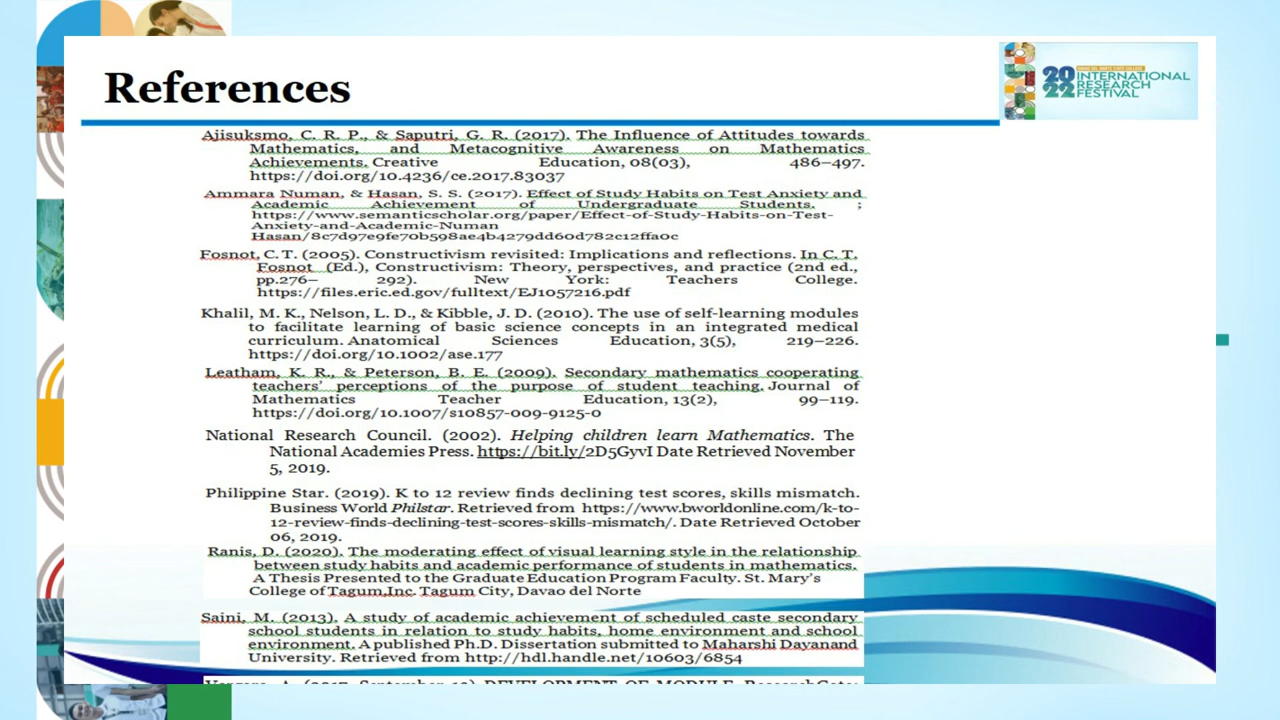 References
2022 INTERNATIONAL
RESEARCH
FESTIVAL
Ajisuksmo, C. R. P., & Saputri, G. R. (2017). The Influence of Attitudes towards
Mathematics, and Metacognitive Awareness on Mathematics
Achievements. Creative Education, 08(03), 486–497.
https://doi.org/10.4236/ce.2017.83037
Ammara Numan, & Hasan, S. S. (2017). Effect of Study Habits on Test Anxiety and
Academic Achievement of Undergraduate Students. ;
https://www.semanticscholar.org/paper/Effect-of-Study-Habits-on-Test-
Anxiety-and-Academic-Numan
Hasan/8c7d97e9fe70b598ae4b4279dd60d782c12ffa0c
Fosnot, C.T. (2005). Constructivism revisited: Implications and reflections. In C. T.
Fosnot (Ed.), Constructivism: Theory, perspectives, and practice (2nd ed.,
pp.276– 292). New York: Teachers College.
https://files.eric.ed.gov/fulltext/EJ1057216.pdf
Khalil, M. K., Nelson, L. D., & Kibble, J. D. (2010). The use of self-learning modules
to facilitate learning of basic science concepts in an integrated medical
curriculum. Anatomical Sciences Education, 3(5), 219–226.
https://doi.org/10.1002/ase.177
Leatham, K. R., & Peterson, B. E. (2009). Secondary mathematics cooperating
teachers’ perceptions of the purpose of student teaching. Journal of
Mathematics Teacher Education, 13(2), 99–119.
https://doi.org/10.1007/s10857-009-9125-0
National Research Council. (2002). Helping children learn Mathematics. The
National Academies Press. https://bit.ly/2D5GyvI Date Retrieved November
5, 2019.
Philippine Star. (2019). K to 12 review finds declining test scores, skills mismatch.
Business World Philstar. Retrieved from https://www.bworldonline.com/k-to-
12-review-finds-declining-test-scores-skills-mismatch/. Date Retrieved October
06, 2019.
Ranis, D. (2020). The moderating effect of visual learning style in the relationship
between study habits and academic performance of students in mathematics.
A Thesis Presented to the Graduate Education Program Faculty. St. Mary’s
College of Tagum,Inc. Tagum City, Davao del Norte
Saini, M. (2013). A study of academic achievement of scheduled caste secondary
school students in relation to study habits, home environment and school
environment. A published Ph.D. Dissertation submitted to Maharshi Dayanand
University. Retrieved from http://hdl.handle.net/10603/6854